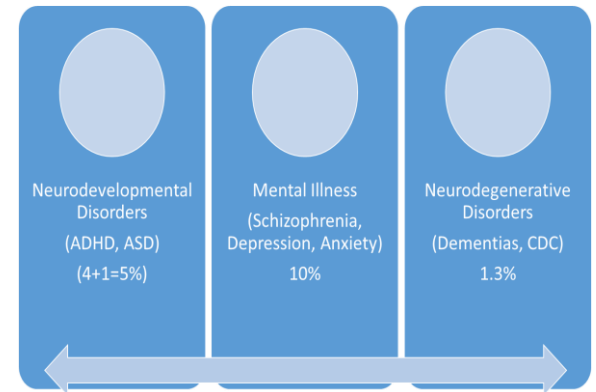 Neurodevelopmental
Disorders
(ADHD, ASD)
(4+1=5%)
Mental Illness
(Schizophrenia,
Depression, Anxiety)
10%
Neurodegenerative
Disorders
(Dementias, CDC)
1.3%